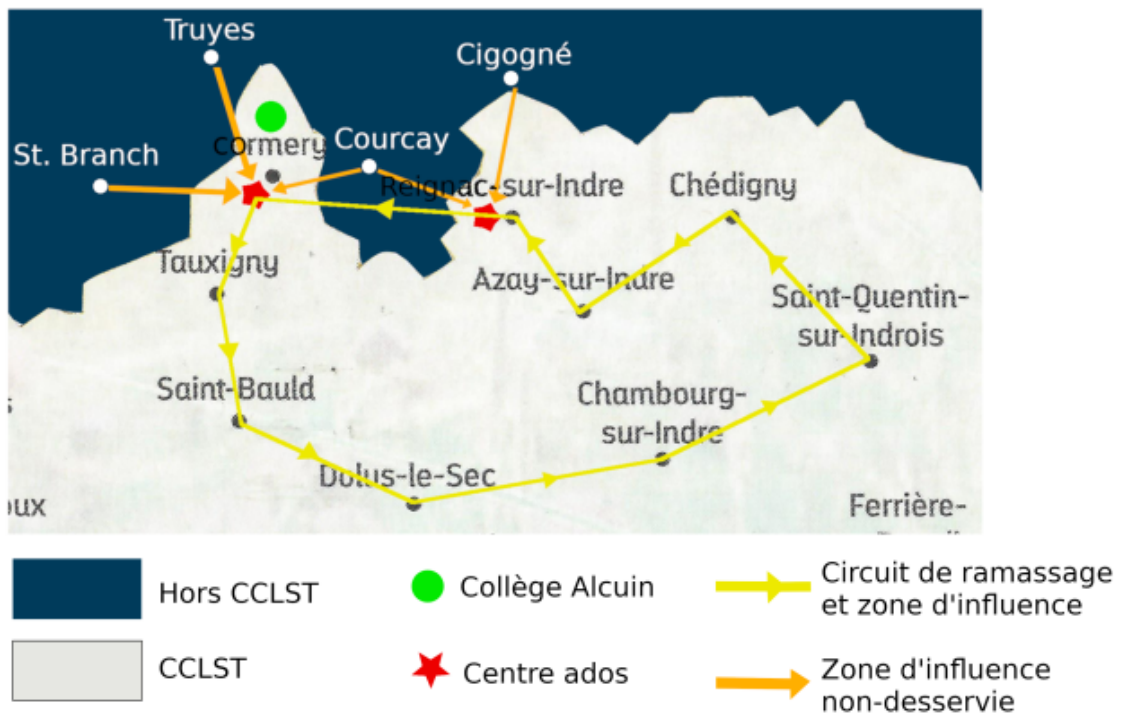 Truyes
Cigogné
cormery
Courcay
St. Branch
Reignac-sur-Indre
Chédigny
Tauxigny
Azay-sur-Indre
Saint-Quentin-
sur-Indrois
Saint-Bauld
Chambourg-
sur-Indre
Dolus-le-Sec
oux
Ferrière-
Hors CCLST
Collège Alcuin
Circuit de ramassage
et zone d'influence
CCLST
Centre ados
Zone d'influence
non-desservie